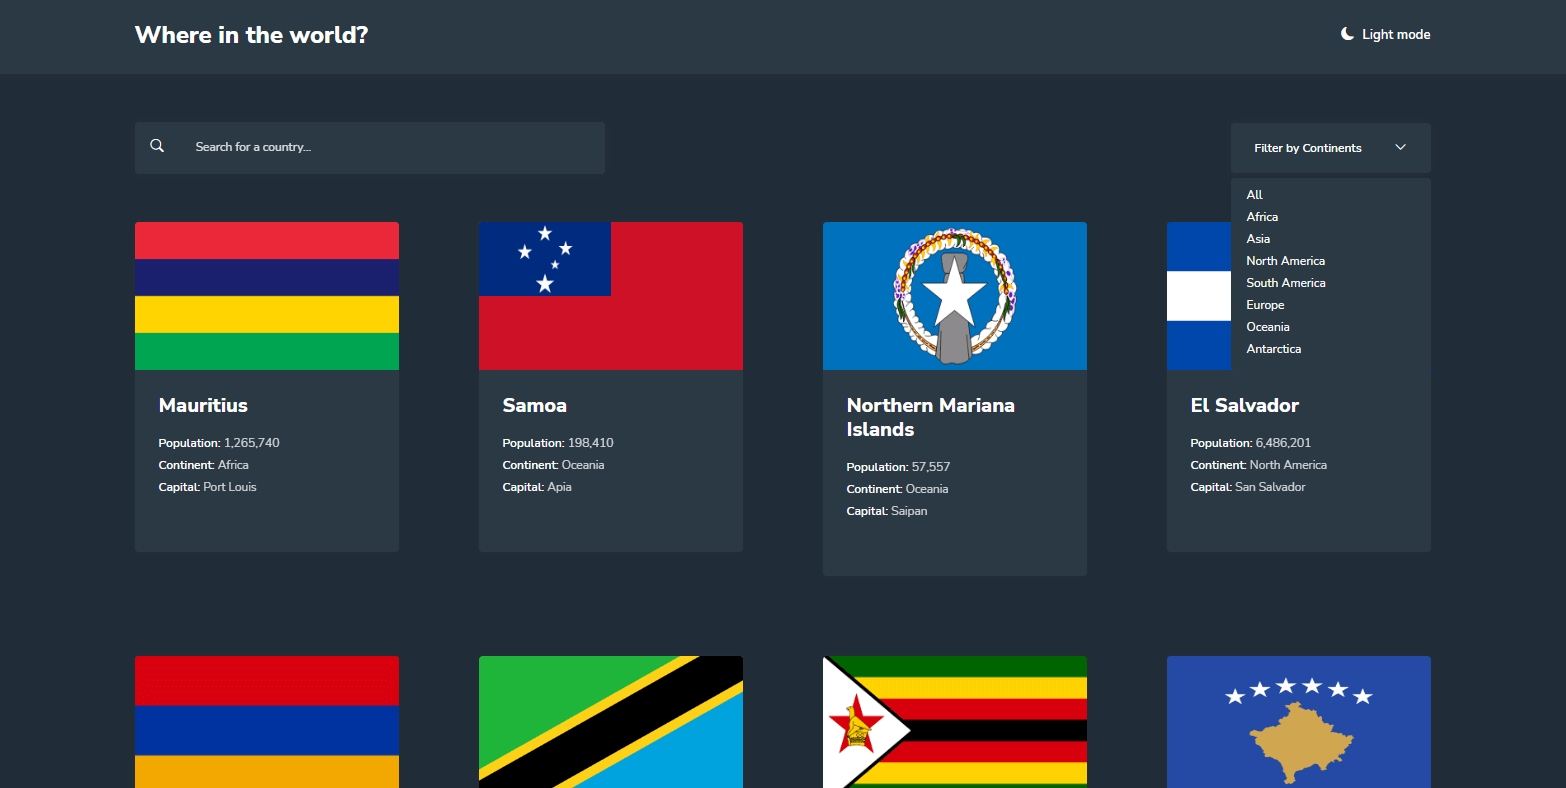 Where in the world?
Light mode
Search for a country...
Filter by Continents
All
Africa
Asia
North America
South America
Europe
Oceania
Antarctica
Mauritius
Population: 1,265,740
Continent: Africa
Capital: Port Louis
Samoa
Population: 198,410
Continent: Oceania
Capital: Apia
Northern Mariana
Islands
Population: 57,557
Continent: Oceania
Capital: Saipan
El Salvador
Population: 6,486,201
Continent: North America
Capital: San Salvador